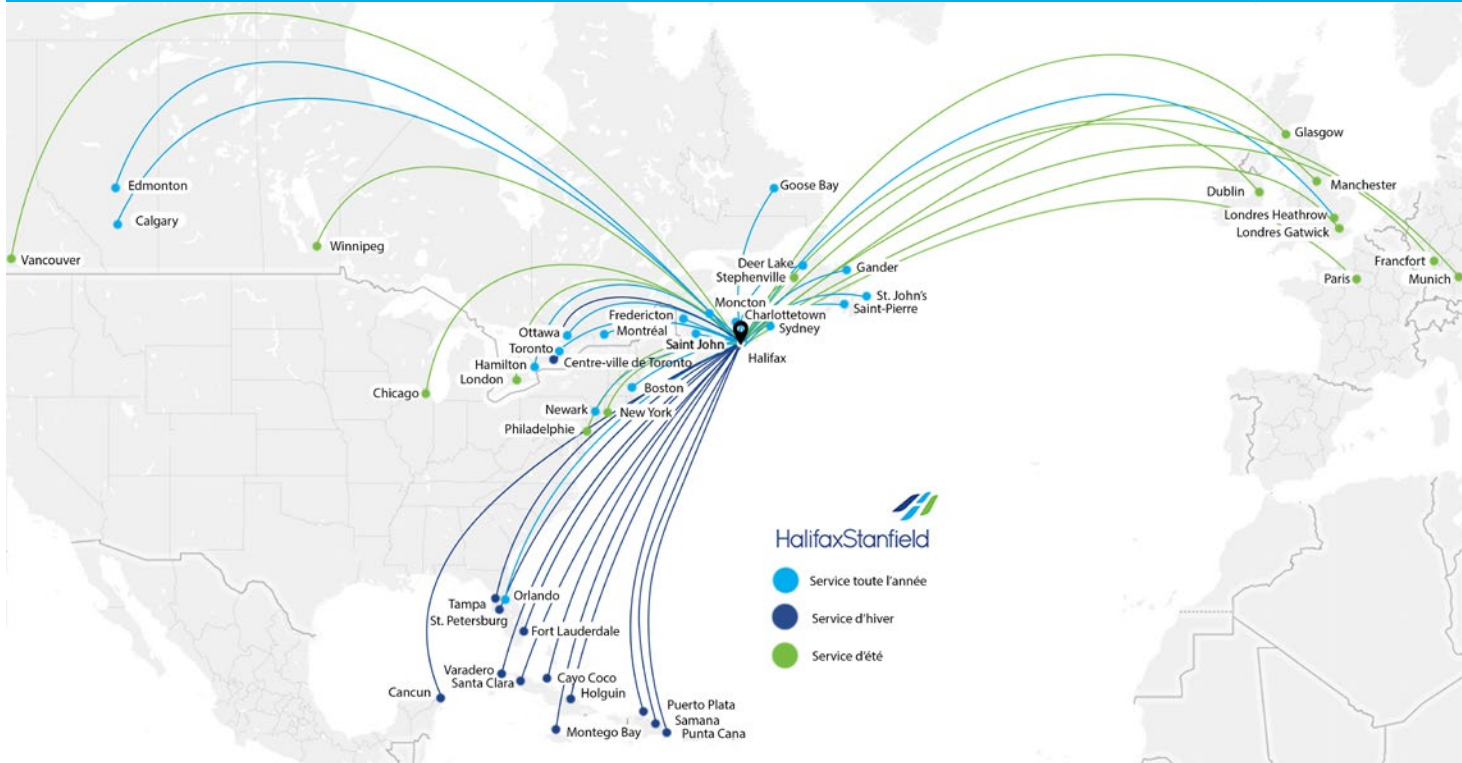 Glasgow
Edmonton
Goose Bay
Manchester
Dublin
Calgary
Londres Heathrow
Londres Gatwick
Winnipeg
Vancouver
Deer Lake
Gander
Francfort
Stephenville
Paris
Munich
St. John's
Moncton
Saint-Pierre
Fredericton
Charlottetown
Ottawa
Montréal
Sydney
Toronto
Saint John
Halifax
Hamilton
Centre-ville de Toronto
London
Chicago
Boston
Newark
New York
Philadelphie
HalifaxStanfield
Service toute l'année
Orlando
Tampa
St. Petersburg
Service d'hiver
Fort Lauderdale
Service d'été
Varadero
Cayo Coco
Santa Clara
Cancun
Holguin
Puerto Plata
Samana
Montego Bay
Punta Cana